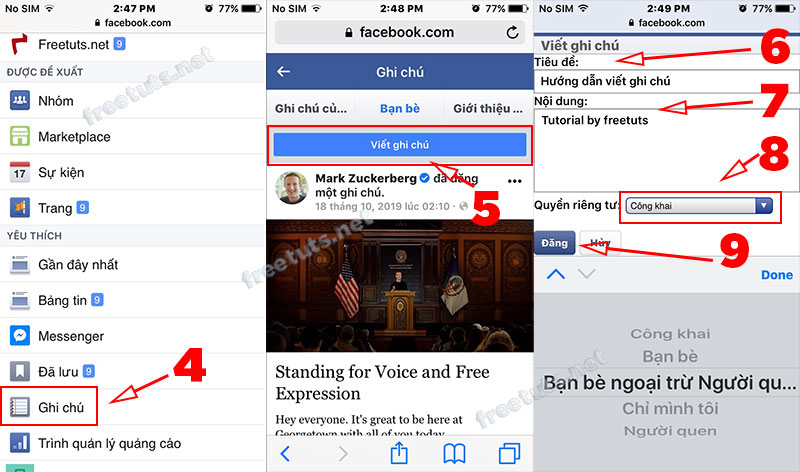 No SIM 2:47 PM 77%
facebook.com
Freetuts.net 9
ĐƯỢC ĐỀ XUẤT
Nhóm
Marketplace
17 Sự kiện
Trang 9
YÊU THÍCH
Gần đây nhất
Bảng tin 9
Messenger
Đã lưu 9
Ghi chú
Trình quản lý quảng cáo
4
freetuts.net
No SIM 2:48 PM 77%
facebook.com
Ghi chú
Ghi chú củ... Bạn bè Giới thiệu ...
Viết ghi chú
5
Mark Zuckerberg đã đăng
một ghi chú.
18 tháng 10, 2019 lúc 02:10 ·
freetuts.net
Standing for Voice and Free
Expression
Hey everyone. It's great to be here at
Georgetown with all of you today.
No SIM 2:49 PM 77%
facebook.com
Viết ghi chú
6
Tiêu đề:
Hướng dẫn viết ghi chú
Nội dung:
7
Tutorial by freetuts
8
Quyền riêng tư: Công khai
Đăng Hủy
9
Done
Công khai
Bạn bè
Bạn bè ngoại trừ Người qu...
Chỉ mình tôi
Người quen
freetuts.net